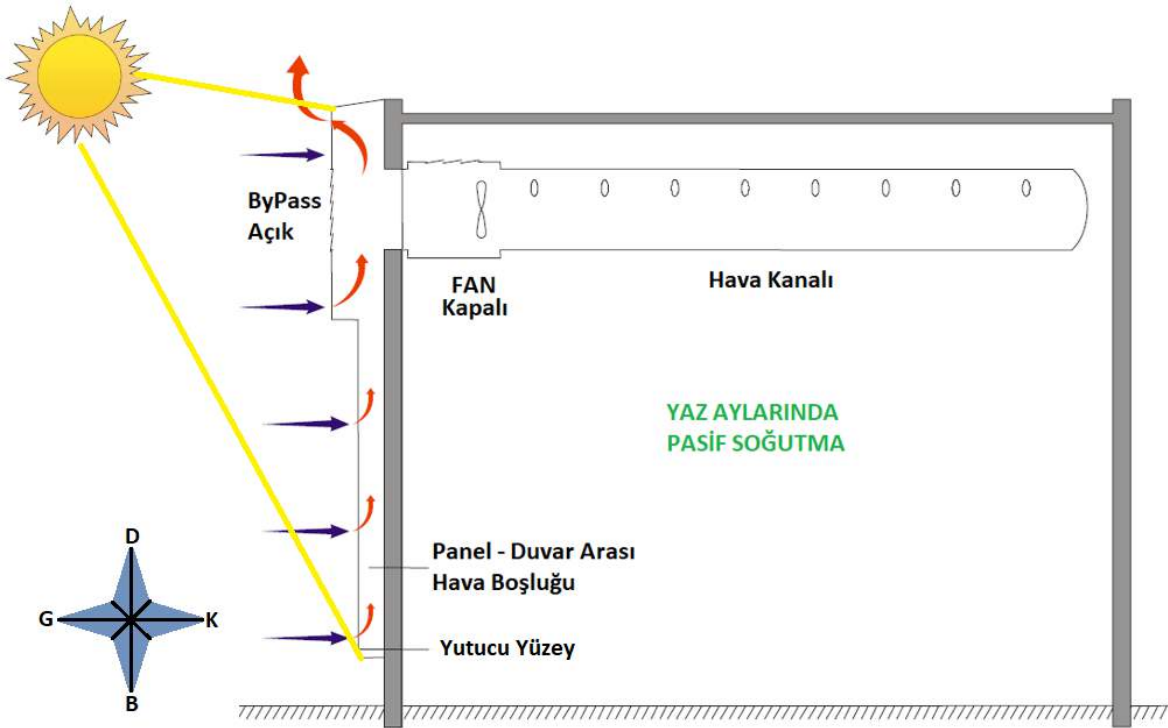 ByPass
Açık
FAN
Kapalı
Hava Kanalı
YAZ AYLARINDA
PASİF SOĞUTMA
Panel - Duvar Arası
Hava Boşluğu
Yutucu Yüzey
D
G
K
B